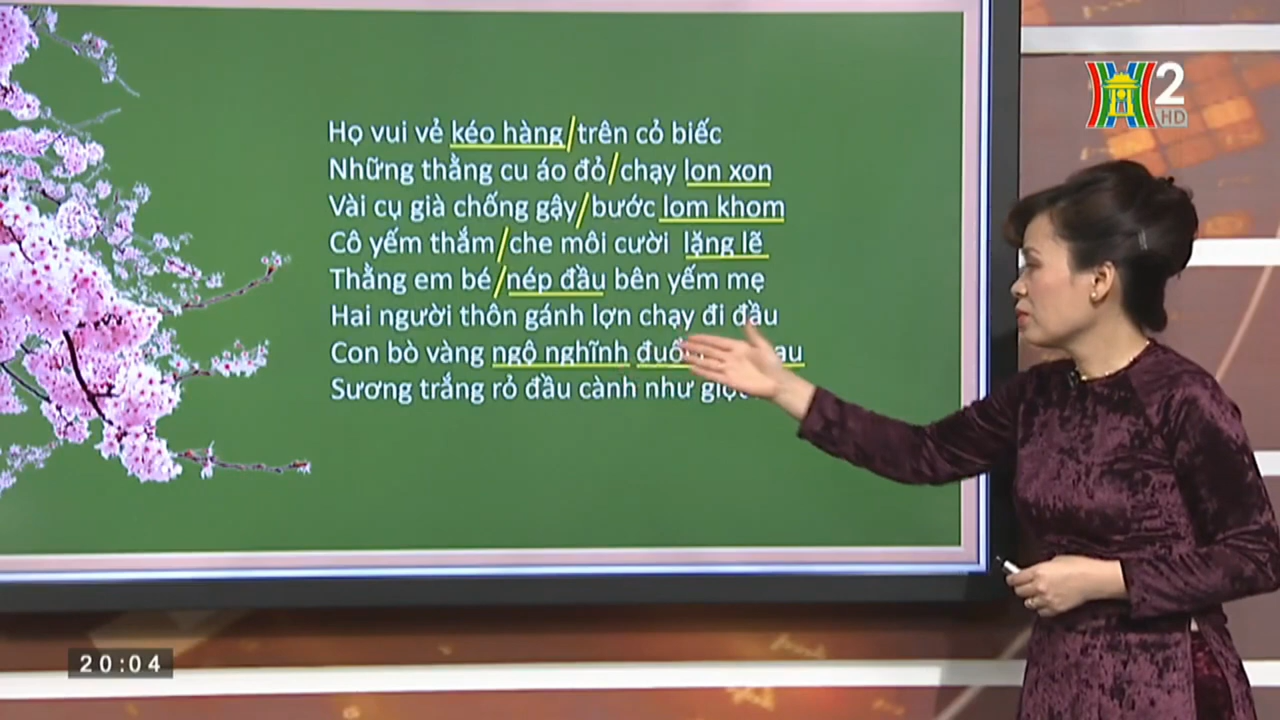 2
HD
Họ vui vẻ kéo hàng/trên cỏ biếc
Những thằng cu áo đỏ/chạy lon xon
Vài cụ già chống gậy/bước lom khom
Cô yếm thắm/che môi cười lặng lẽ
Thằng em bé/nép đầu bên yếm mẹ
Hai người thôn gánh lợn chạy đi đầu
Con bò vàng ngộ nghĩnh
Sương trắng rỏ đầu cành như
20:04